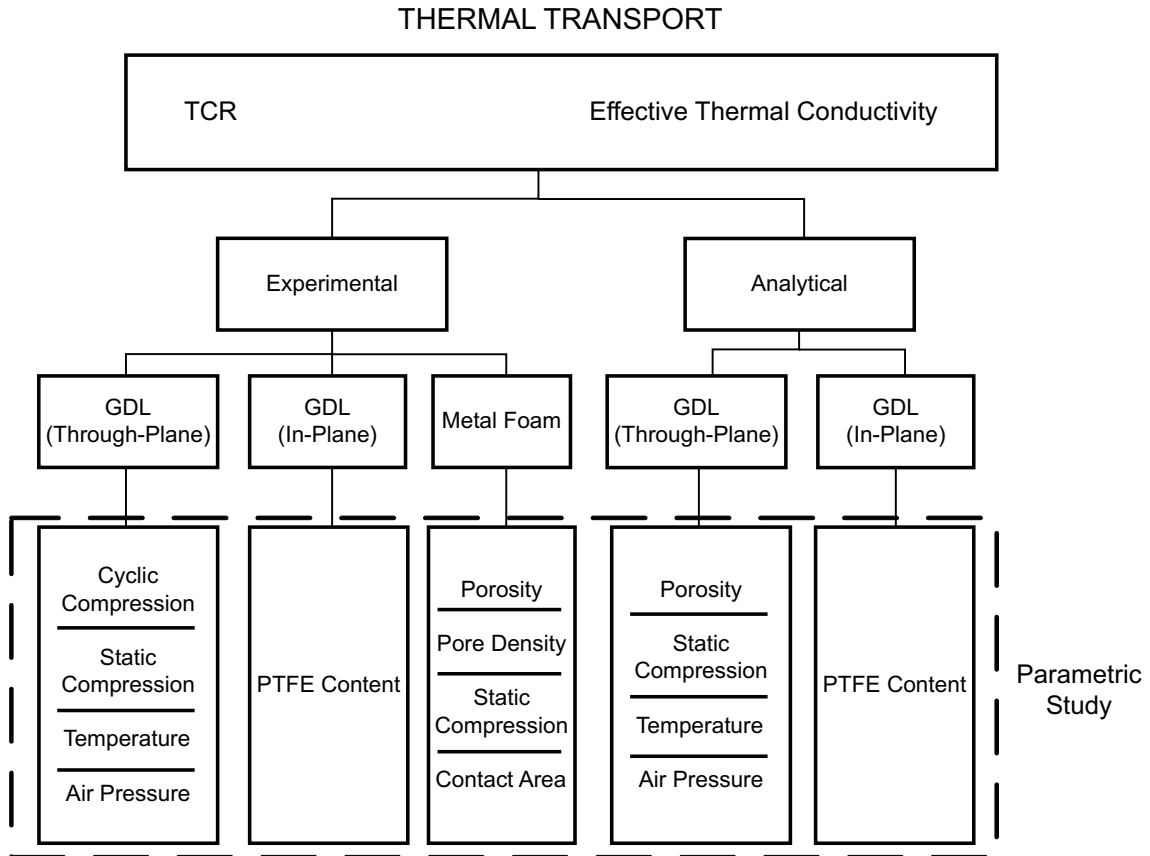 THERMAL TRANSPORT
TCR
Effective Thermal Conductivity
Experimental
Analytical
GDL
(Through-Plane)
GDL
(In-Plane)
Metal Foam
GDL
(Through-Plane)
GDL
(In-Plane)
Cyclic
Compression
Static
Compression
Temperature
Air Pressure
PTFE Content
Porosity
Pore Density
Static
Compression
Contact Area
Porosity
Static
Compression
Temperature
Air Pressure
PTFE Content
Parametric
Study